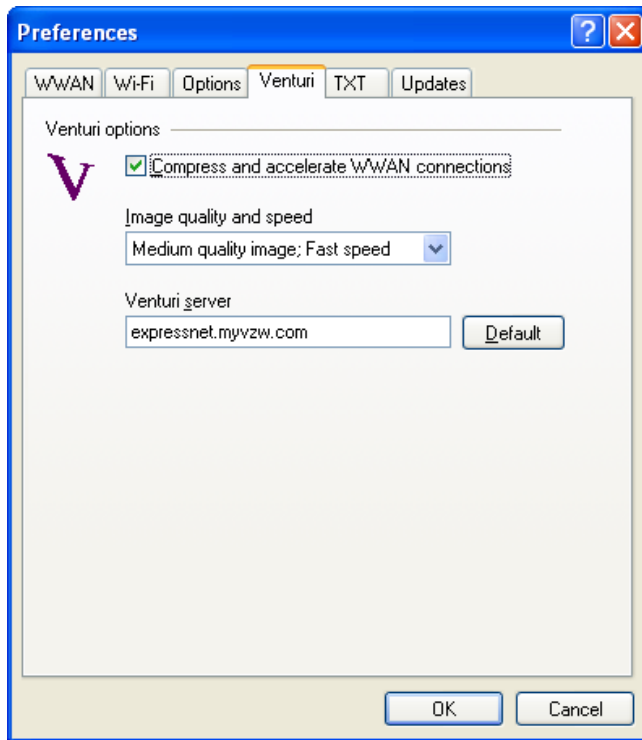 Preferences
WWAN Wi-Fi Options Venturi TXT Updates
Venturi options
V
Compress and accelerate WWAN connections
Image quality and speed
Medium quality image; Fast speed
Venturi server
expressnet.myvzw.com Default
OK Cancel